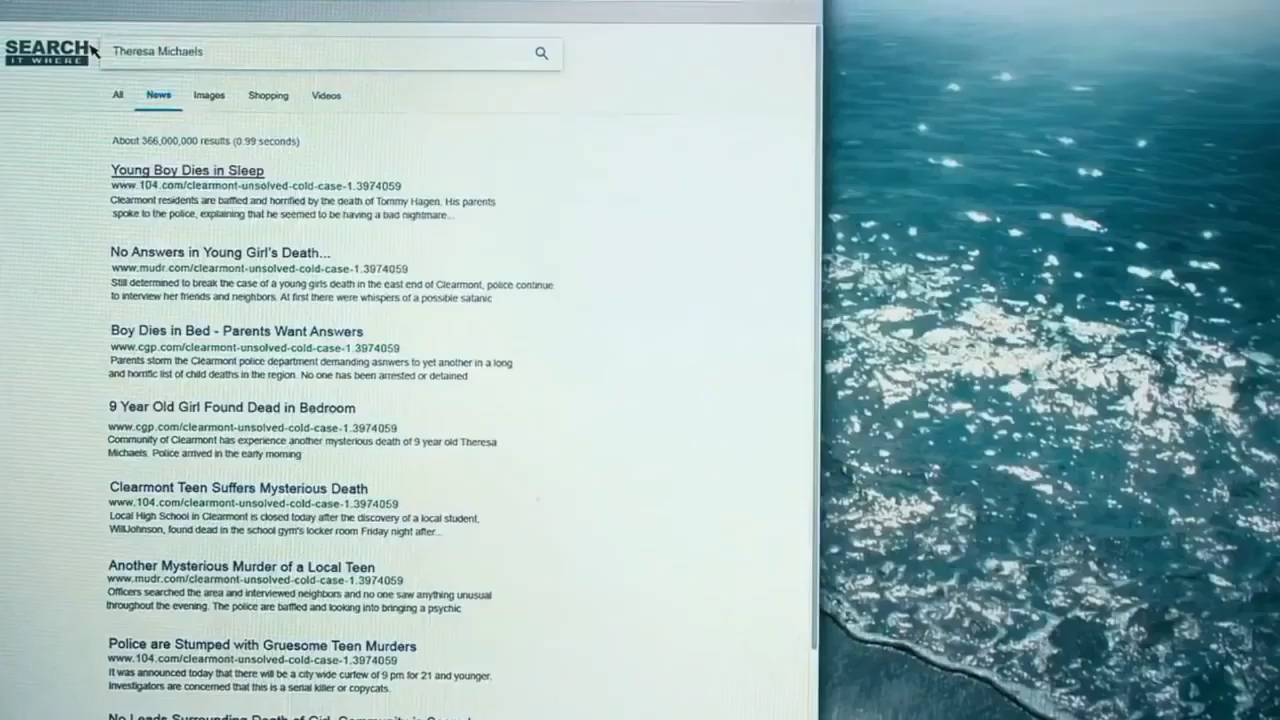 SEARCH
IT WHERE
Theresa Michaels
All News Images Shopping Videos
About 366,000,000 results (0.99 seconds)
Young Boy Dies in Sleep
www.104.com/clearmont-unsolved-cold-case-1.3974059
Clearmont residents are baffled and horrified by the death of Tommy Hagen. His parents
spoke to the police, explaining that he seemed to be having a bad nightmare...
No Answers in Young Girl's Death...
www.mudr.com/clearmont-unsolved-cold-case-1.3974059
Still determined to break the case of a young girls death in the east end of Clearmont, police continue
to interview her friends and neighbors. At first there were whispers of a possible satanic
Boy Dies in Bed - Parents Want Answers
www.cgp.com/clearmont-unsolved-cold-case-1.3974059
Parents storm the Clearmont police department demanding asnwers to yet another in a long
and horrific list of child deaths in the region. No one has been arrested or detained
9 Year Old Girl Found Dead in Bedroom
www.cgp.com/clearmont-unsolved-cold-case-1.3974059
Community of Clearmont has experience another mysterious death of 9 year old Theresa
Michaels. Police arrived in the early morning
Clearmont Teen Suffers Mysterious Death
www.104.com/clearmont-unsolved-cold-case-1.3974059
Local High School in Clearmont is closed today after the discovery of a local student,
WillJohnson, found dead in the school gym's locker room Friday night after...
Another Mysterious Murder of a Local Teen
www.mudr.com/clearmont-unsolved-cold-case-1.3974059
Officers searched the area and interviewed neighbors and no one saw anything unusual
throughout the evening. The police are baffled and looking into bringing a psychic
Police are Stumped with Gruesome Teen Murders
www.104.com/clearmont-unsolved-cold-case-1.3974059
It was announced today that there will be a city wide curfew of 9 pm for 21 and younger.
Investigators are concerned that this is a serial killer or copycats.
No Leads Surrounding Death of Girl, Community in